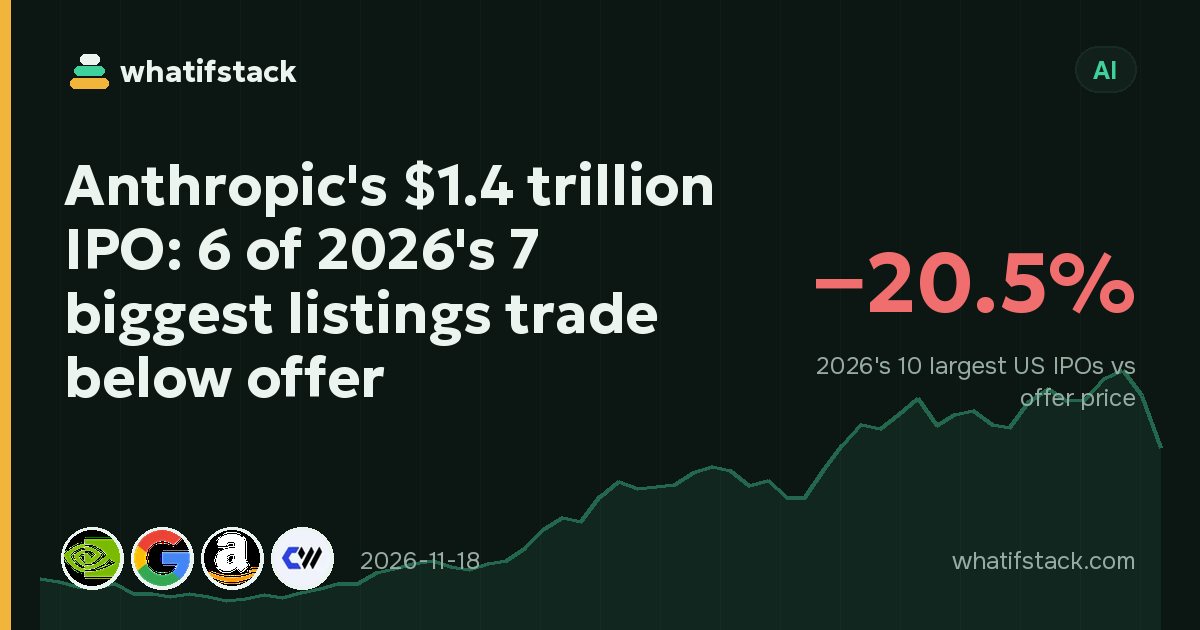 whatifstack
AI
Anthropic's $1.4 trillion
IPO: 6 of 2026's 7
biggest listings trade
below offer
−20.5%
2026's 10 largest US IPOs vs
offer price
a
2026-11-18
whatifstack.com